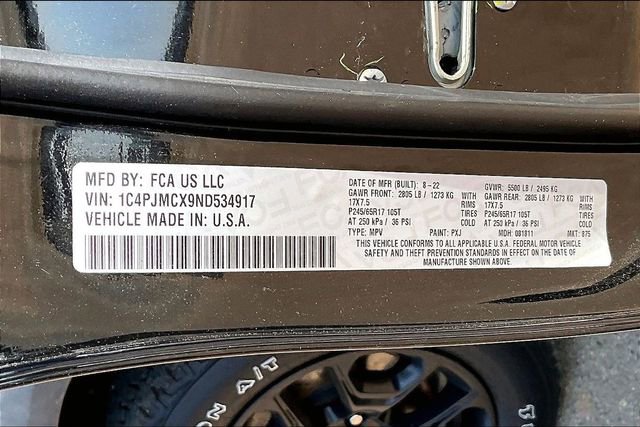 MFD BY: FCA US LLC
VIN: 1C4PJMCX9ND534917
VEHICLE MADE IN: U.S.A.
DATE OF MFR (BUILT): 8-22 GVWR: 5500 LB / 2495 KG
GAWR FRONT: 2805 LB / 1273 KG GAWR REAR: 2805 LB / 1273 KG
17X7.5 RIMS 17X7.5 RIMS
P245/65R17 105T TIRES P245/65R17 105T TIRES
AT 250 kPa / 36 PSI COLD AT 250 kPa / 36 PSI COLD
TYPE: MPV PAINT: PXJ MDH: 081811 MKT: 875
THIS VEHICLE CONFORMS TO ALL APPLICABLE U.S.A. FEDERAL MOTOR VEHICLE
SAFETY AND THEFT PREVENTION STANDARDS IN EFFECT ON THE DATE OF
MANUFACTURE SHOWN ABOVE.
ON A/T